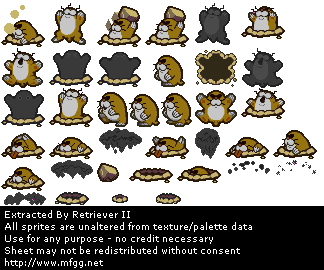 Extracted By Retriever II
All sprites are unaltered from texture/palette data
Use for any purpose - no credit necessary
Sheet may not be redistributed without consent
http://www.mfgg.net